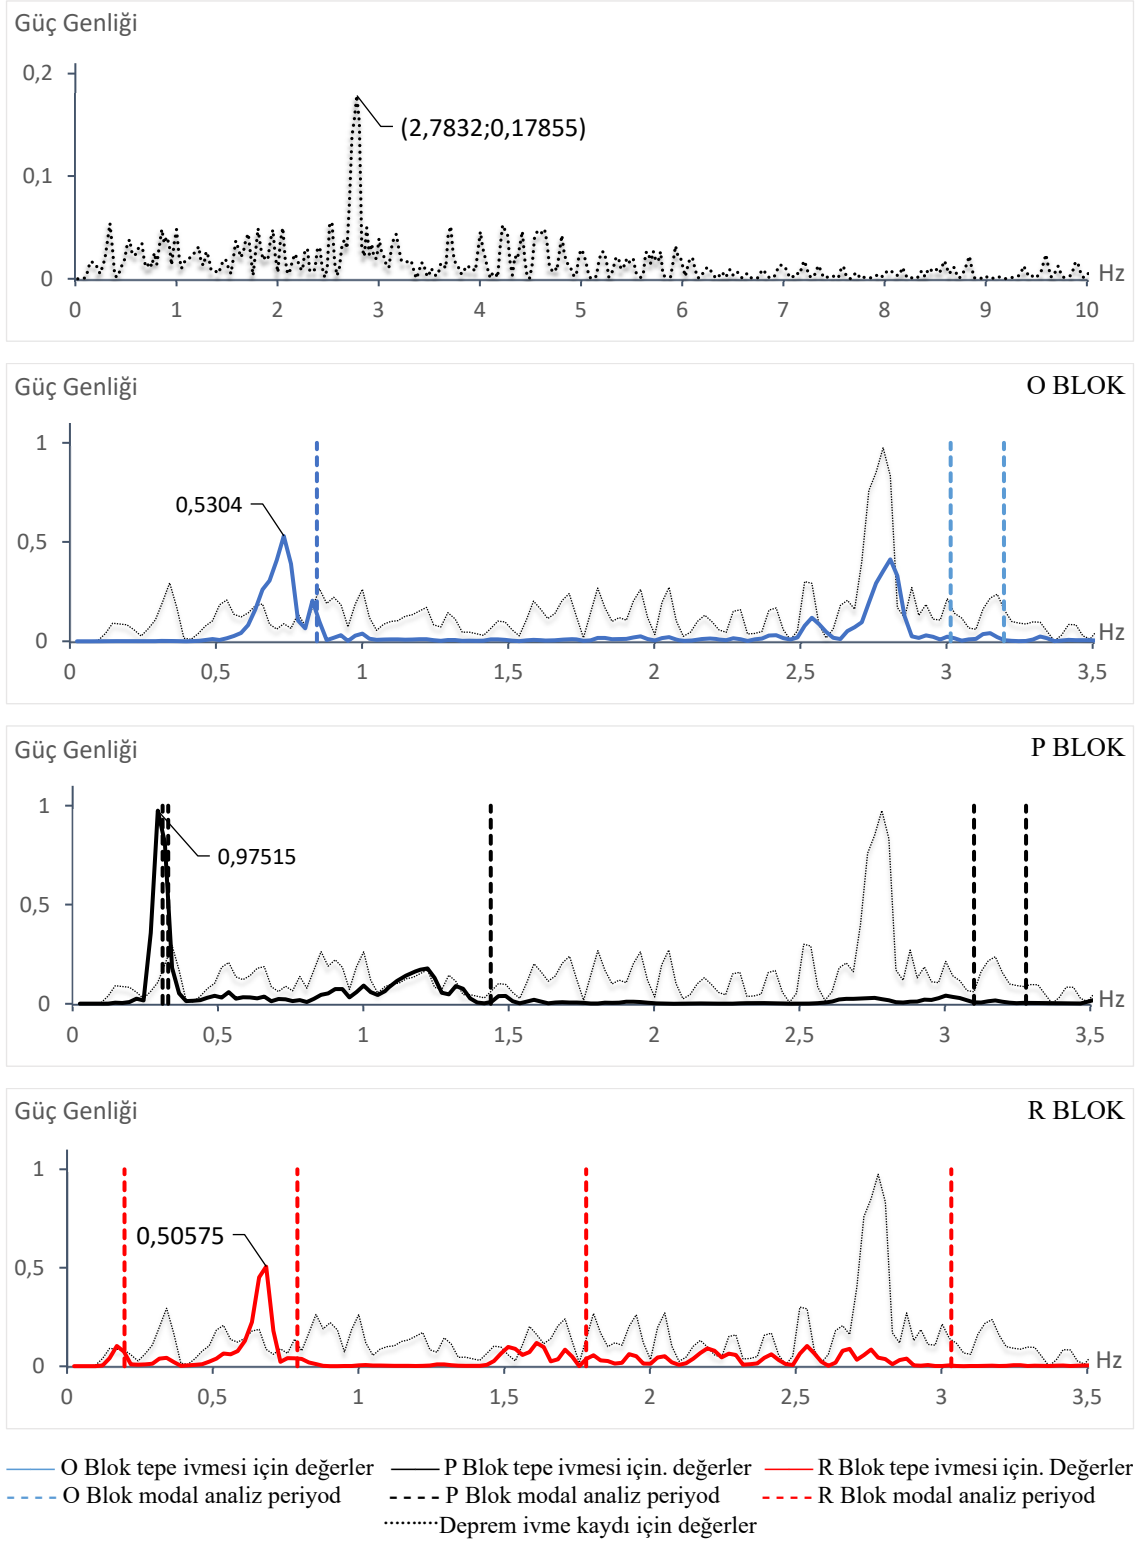 Güç Genliği
0,2
(2,7832;0,17855)
0,1
0
Hz
0 1 2 3 4 5 6 7 8 9 10
Güç Genliği
O BLOK
1
0,5304
0,5
0
Hz
0 0,5 1 1,5 2 2,5 3 3,5
Güç Genliği
P BLOK
1
0,97515
0,5
0
Hz
0 0,5 1 1,5 2 2,5 3 3,5
Güç Genliği
R BLOK
1
0,50575
0,5
0
Hz
0 0,5 1 1,5 2 2,5 3 3,5
O Blok tepe ivmesi için değerler P Blok tepe ivmesi için. değerler R Blok tepe ivmesi için. Değerler
O Blok modal analiz periyod P Blok modal analiz periyod R Blok modal analiz periyod
Deprem ivme kaydı için değerler